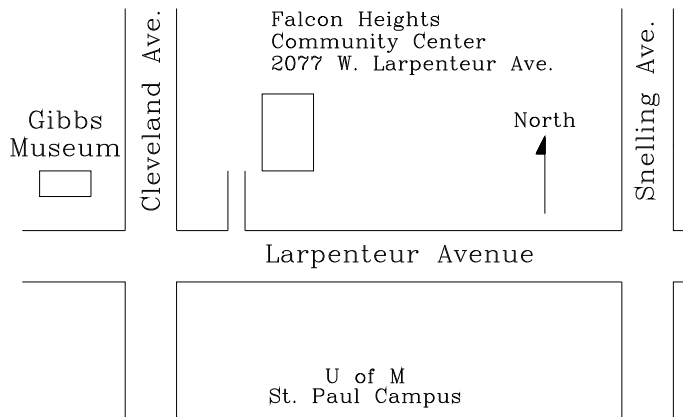 Falcon Heights
Community Center
2077 W. Larpenteur Ave.
Cleveland Ave.
Snelling Ave.
Gibbs
Museum
North
Larpenteur Avenue
U of M
St. Paul Campus